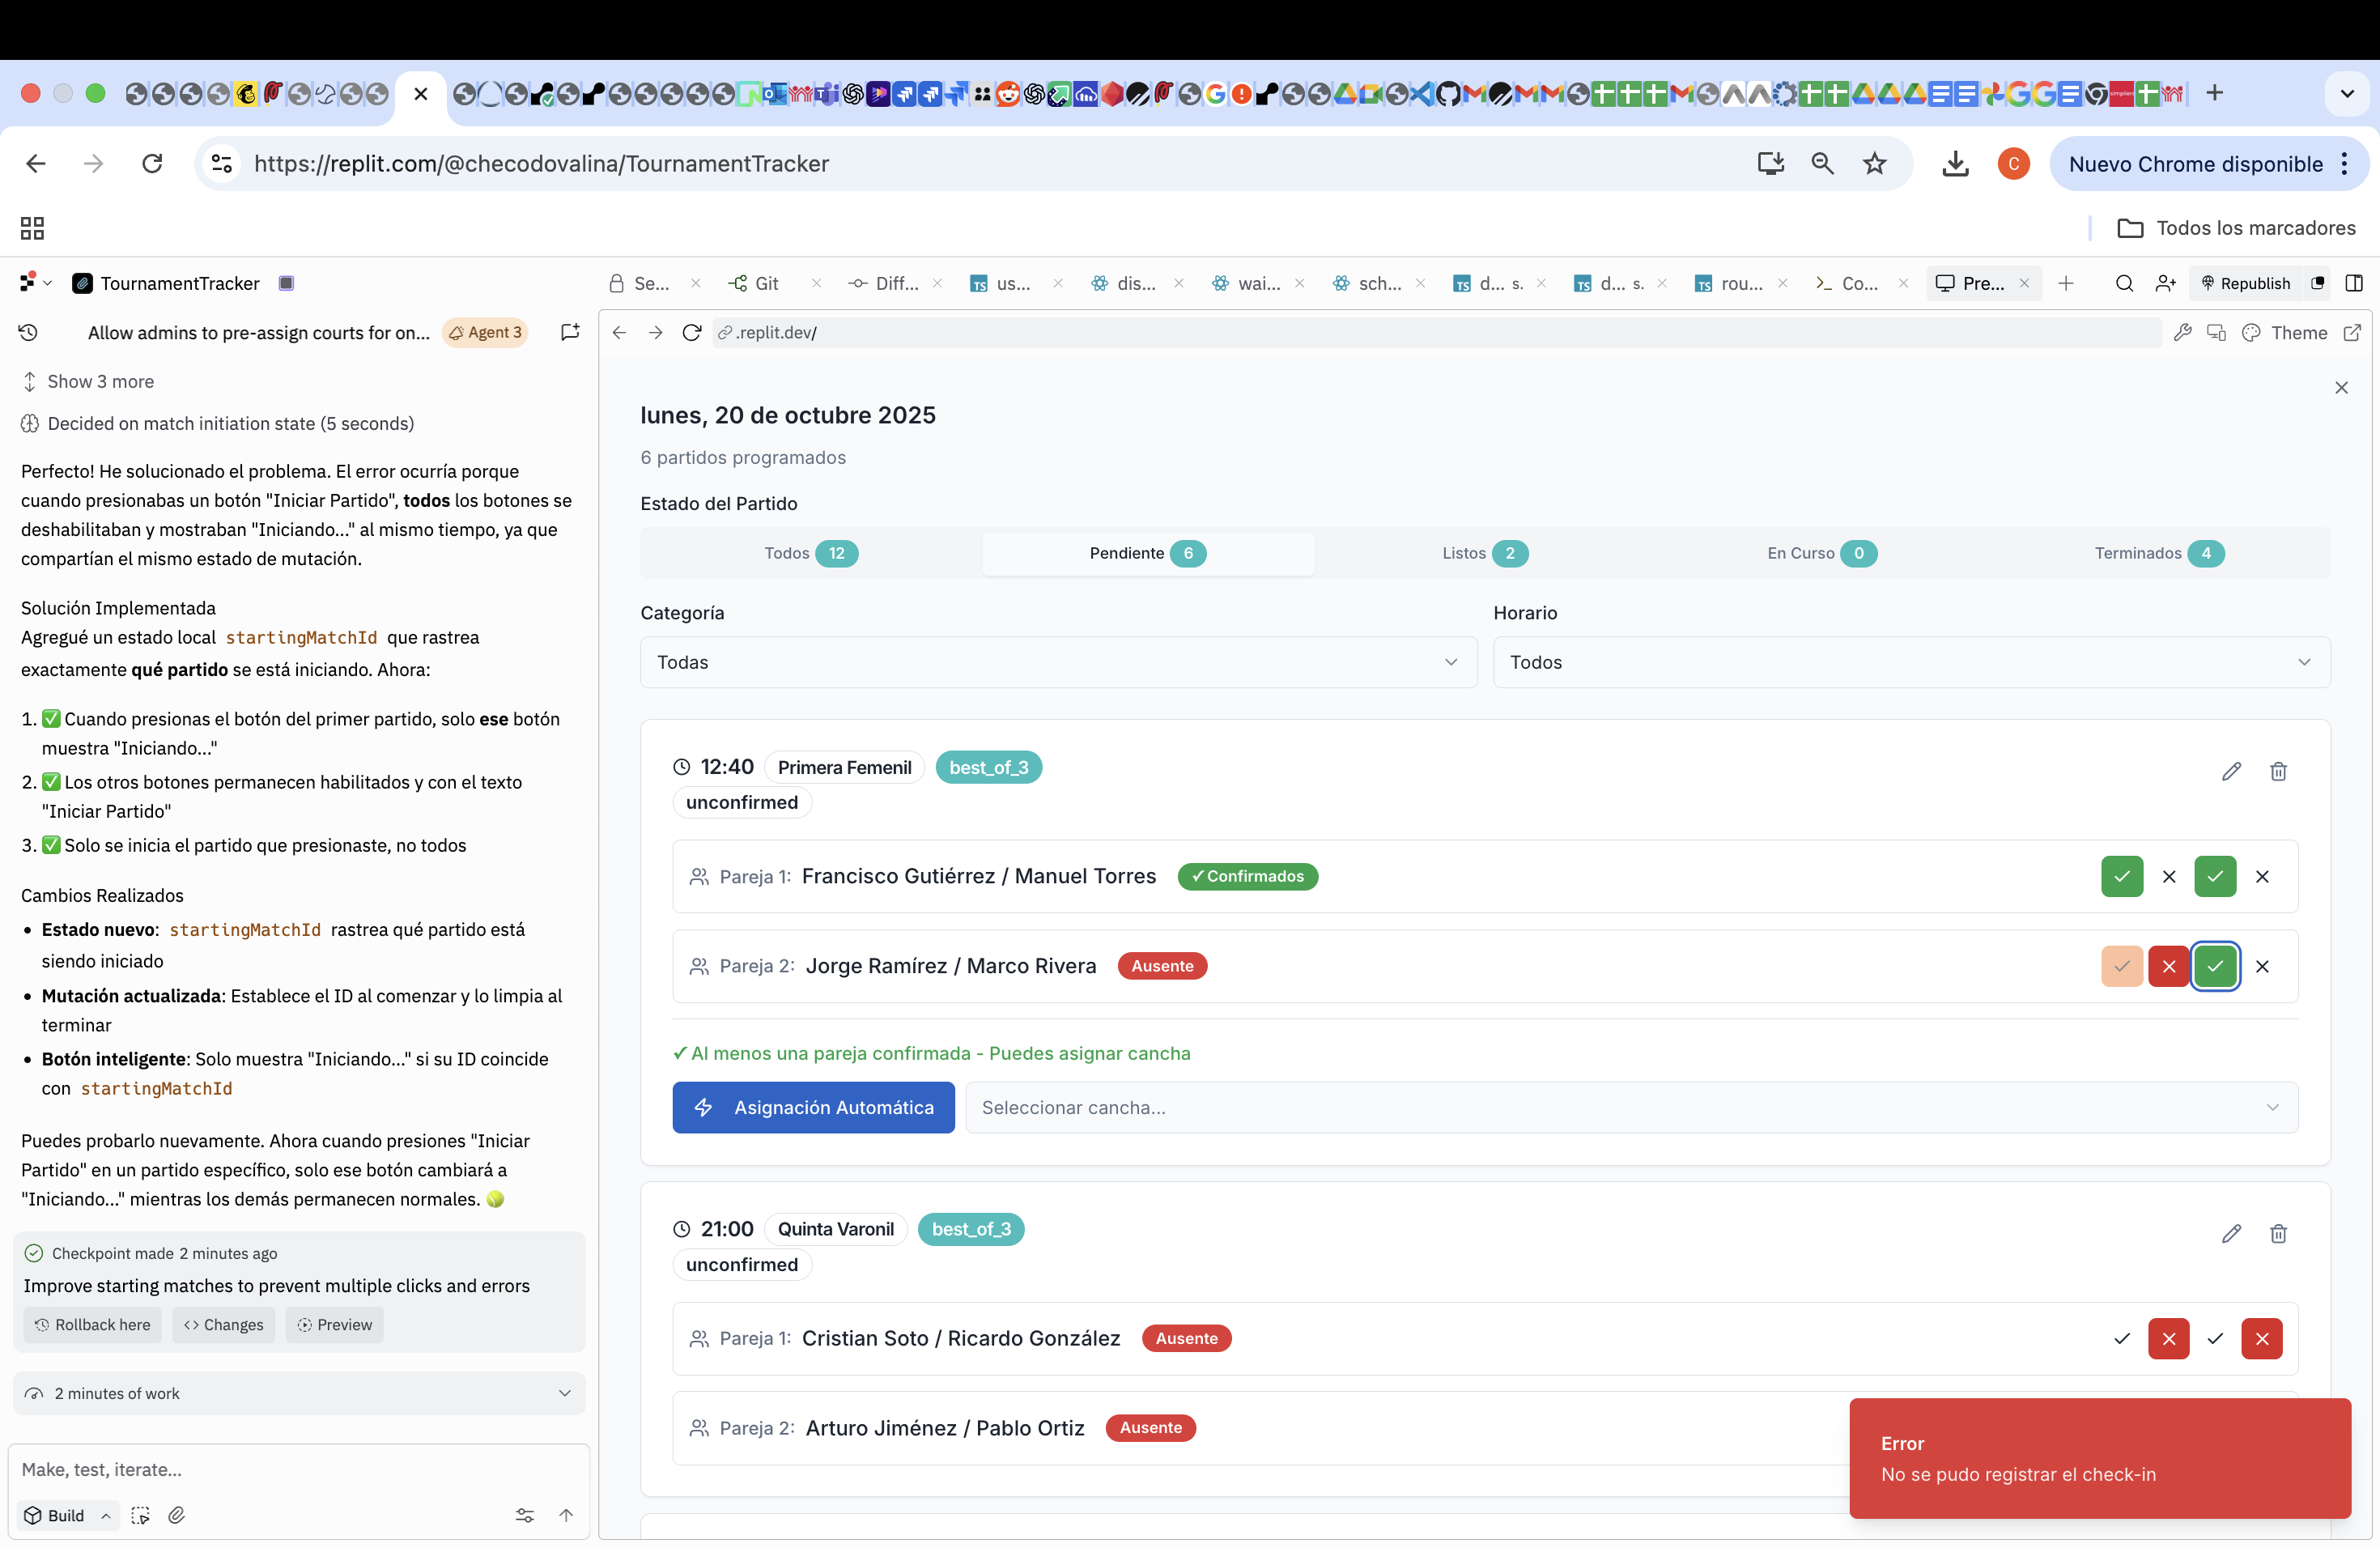 https://replit.com/@checodovalina/TournamentTracker
C
Nuevo Chrome disponible
Todos los marcadores
TournamentTracker
Se...
Git
Diff...
us...
dis...
wai...
sch...
d... s.
d... s.
rou...
Co...
Pre...
Republish
Allow admins to pre-assign courts for on...
Agent 3
.replit.dev/
Theme
Show 3 more
Decided on match initiation state (5 seconds)
Perfecto! He solucionado el problema. El error ocurría porque
cuando presionabas un botón "Iniciar Partido", todos los botones se
deshabilitaban y mostraban "Iniciando..." al mismo tiempo, ya que
compartían el mismo estado de mutación.
Solución Implementada
Agregué un estado local startingMatchId que rastrea
exactamente qué partido se está iniciando. Ahora:
1. ✅ Cuando presionas el botón del primer partido, solo ese botón
muestra "Iniciando..."
2. ✅ Los otros botones permanecen habilitados y con el texto
"Iniciar Partido"
3. ✅ Solo se inicia el partido que presionaste, no todos
Cambios Realizados
• Estado nuevo: startingMatchId rastrea qué partido está
siendo iniciado
• Mutación actualizada: Establece el ID al comenzar y lo limpia al
terminar
• Botón inteligente: Solo muestra "Iniciando..." si su ID coincide
con startingMatchId
Puedes probarlo nuevamente. Ahora cuando presiones "Iniciar
Partido" en un partido específico, solo ese botón cambiará a
"Iniciando..." mientras los demás permanecen normales. 🎾
Checkpoint made 2 minutes ago
Improve starting matches to prevent multiple clicks and errors
Rollback here
Changes
Preview
2 minutes of work
Make, test, iterate...
Build
lunes, 20 de octubre 2025
6 partidos programados
Estado del Partido
Todos 12
Pendiente 6
Listos 2
En Curso 0
Terminados 4
Categoría
Horario
Todas
Todos
12:40 Primera Femenil best_of_3
unconfirmed
Pareja 1: Francisco Gutiérrez / Manuel Torres ✓ Confirmados
Pareja 2: Jorge Ramírez / Marco Rivera Ausente
✓ Al menos una pareja confirmada - Puedes asignar cancha
Asignación Automática
Seleccionar cancha...
21:00 Quinta Varonil best_of_3
unconfirmed
Pareja 1: Cristian Soto / Ricardo González Ausente
Pareja 2: Arturo Jiménez / Pablo Ortiz Ausente
Error
No se pudo registrar el check-in